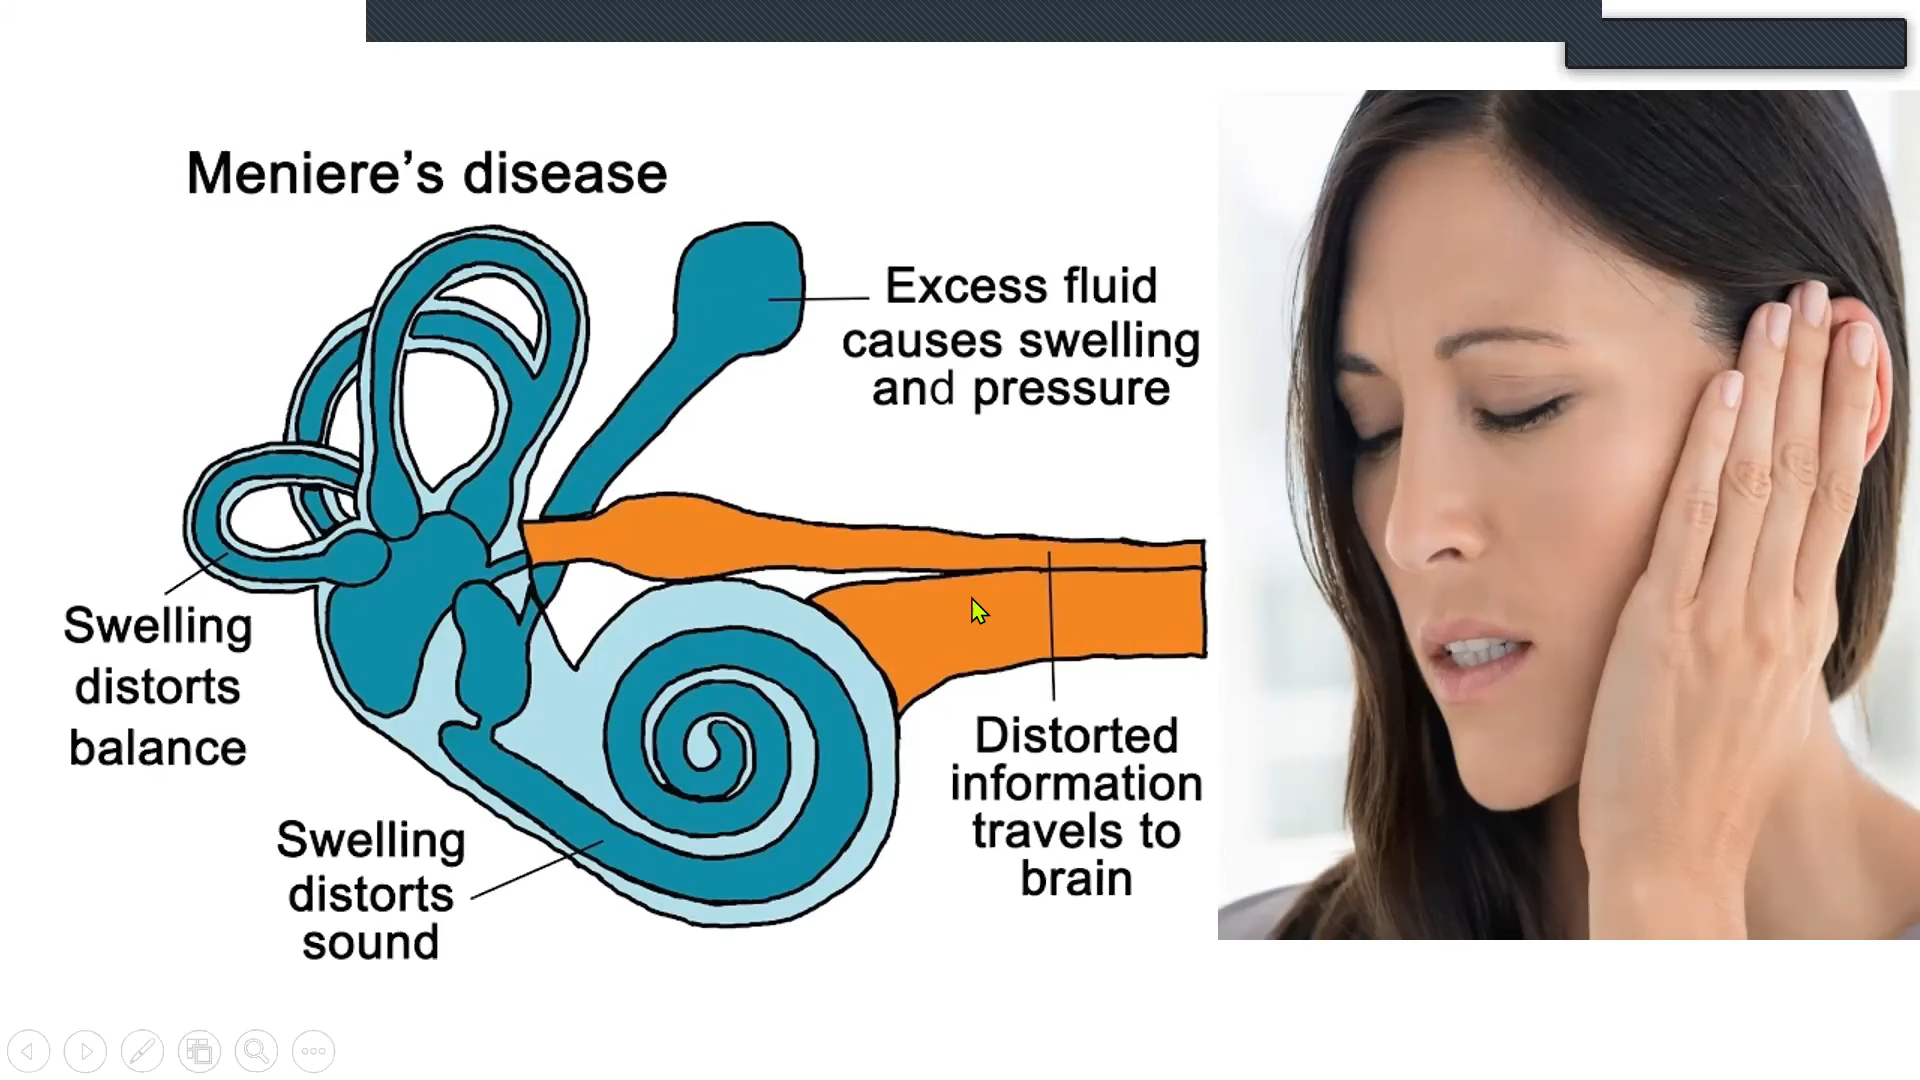 Meniere's disease
Excess fluid
causes swelling
and pressure
Swelling
distorts
balance
Swelling
distorts
sound
Distorted
information
travels to
brain